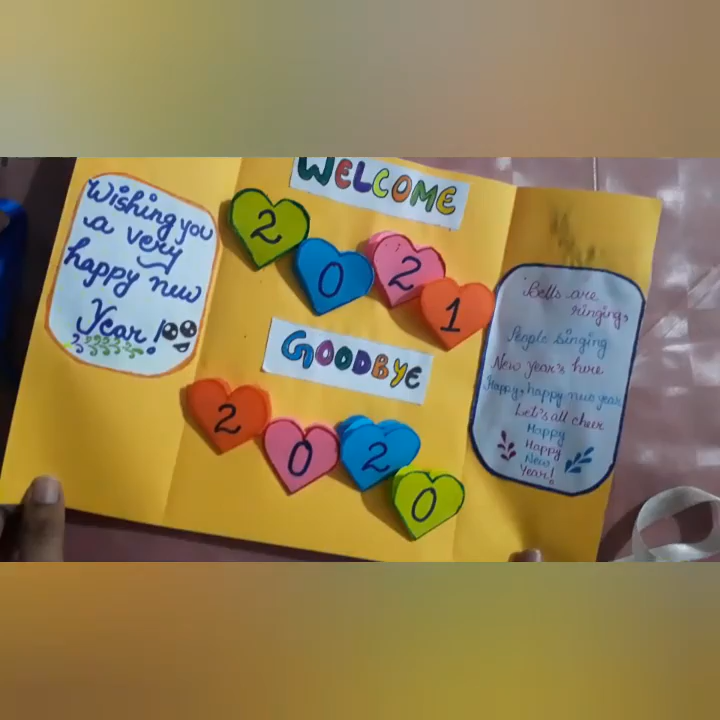 Wishing you
a very
happy new
Year!
WELCOME
2
0
2
1
GOODBYE
2
0
2
0
Bells are
ringing,
People singing
New year's here
Happy, happy new year
Let's all cheer
Happy
Happy
New
Year!